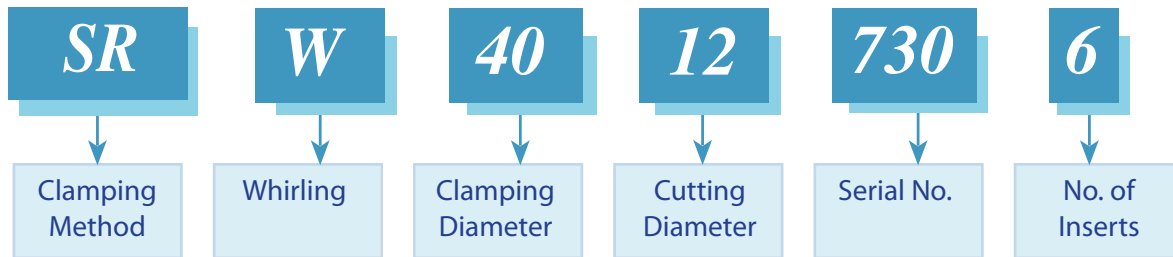 SR W 40 12 730 6
Clamping Method
Whirling
Clamping Diameter
Cutting Diameter
Serial No.
No. of Inserts